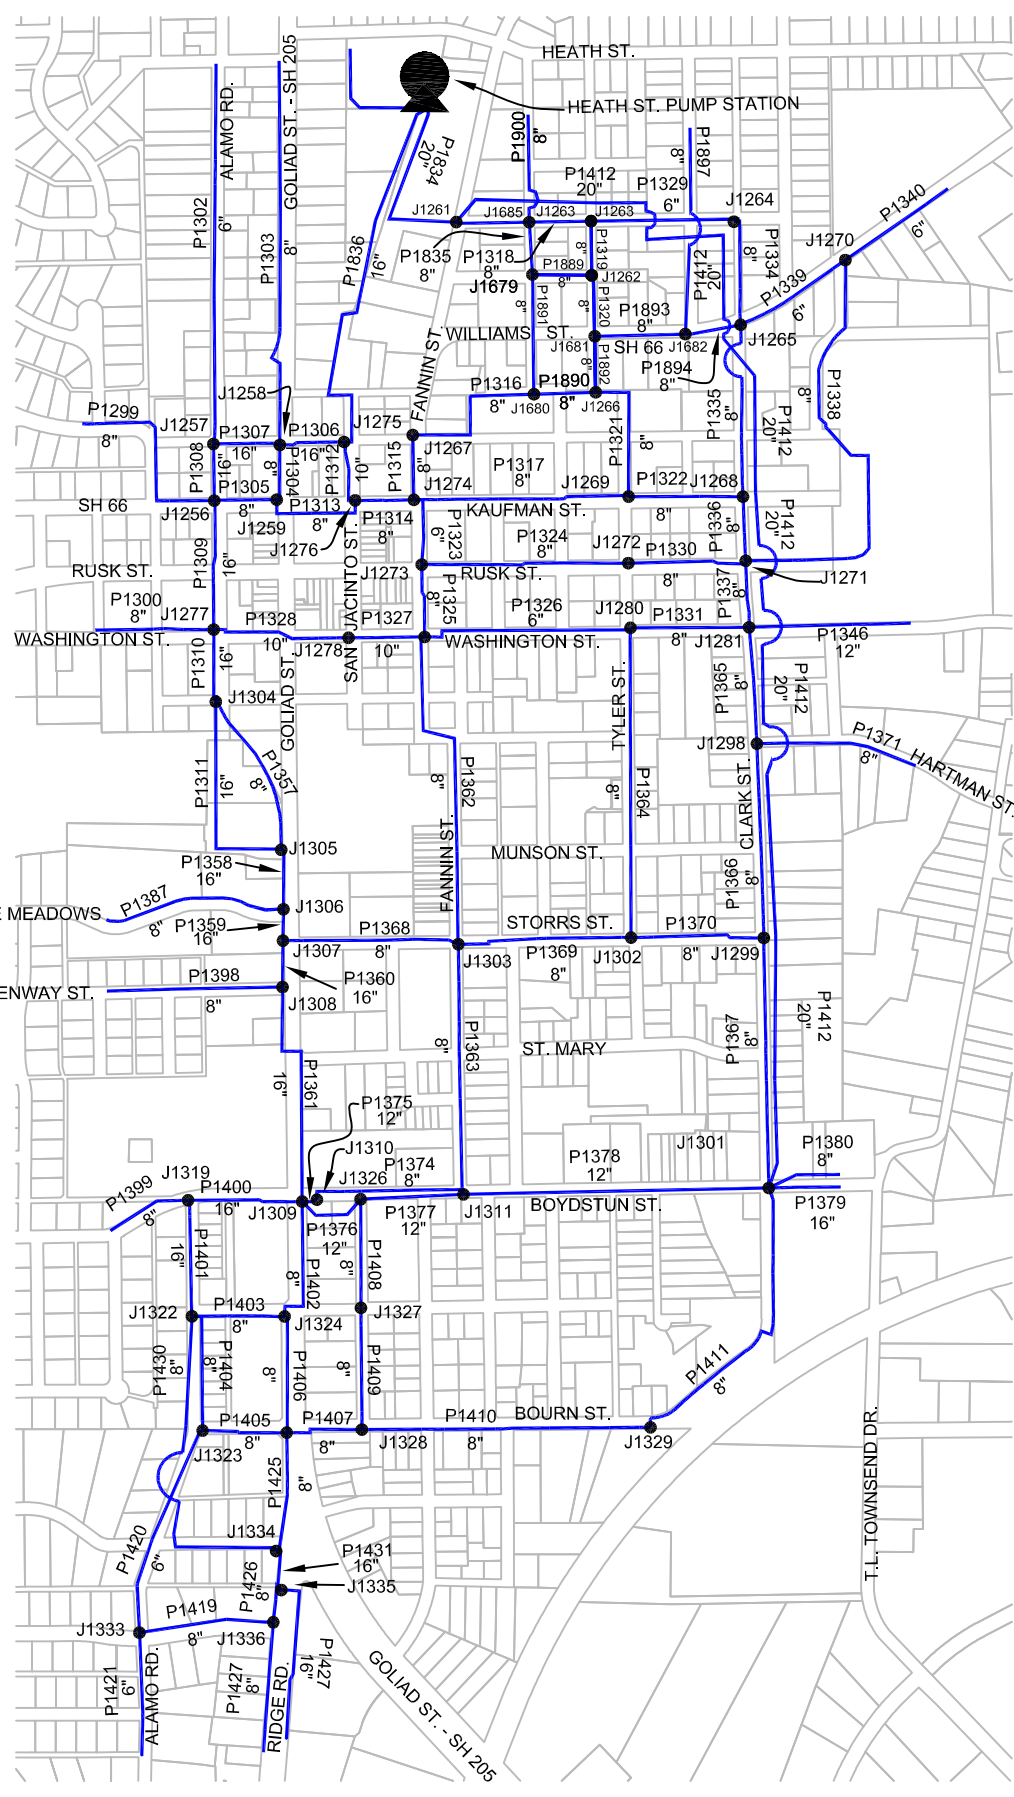 HEATH ST.
HEATH ST. PUMP STATION
GOLIAD ST. - SH 205
ALAMO RD.
P1302
6"
P1303
8"
P1834
20"
P1836
16"
P1900
8"
P1897
8"
P1412
20"
P1329
6"
J1264
P1340
6"
J1261
J1685
J1263
J1263
J1270
P1835
8"
P1318
8"
P1319
8"
P1412
20"
P1334
8"
P1339
6"
P1889
8"
J1262
J1679
P1891
8"
P1320
P1893
8"
J1265
WILLIAMS ST.
J1681
SH 66
J1682
FANNIN ST.
P1892
8"
P1894
8"
P1338
8"
P1316
8"
P1890
8"
J1680
J1266
P1335
8"
J1258
P1299
8"
J1257
P1307
16"
P1306
16"
J1275
P1312
10"
P1315
8"
J1267
P1321
8"
P1412
20"
P1308
16"
P1304
8"
P1305
8"
P1317
8"
J1274
J1269
P1322
8"
J1268
SH 66
J1256
J1259
P1313
8"
P1314
8"
KAUFMAN ST.
J1276
P1309
16"
P1323
6"
P1324
8"
J1272
P1330
8"
P1336
8"
P1412
20"
RUSK ST.
J1273
RUSK ST.
J1271
P1337
8"
P1300
8"
J1277
P1328
10"
SAN JACINTO ST.
P1327
10"
P1325
8"
P1326
6"
J1280
P1331
8"
J1281
P1346
12"
WASHINGTON ST.
J1278
WASHINGTON ST.
P1310
16"
J1304
GOLIAD ST
TYLER ST.
P1365
8"
P1412
20"
J1298
P1371
8"
HARTMAN ST.
P1311
16"
P1357
8"
P1362
8"
P1364
8"
CLARK ST.
FANNIN ST.
J1305
MUNSON ST.
P1358
16"
P1366
8"
P1387
8"
J1306
E MEADOWS
P1359
16"
P1368
8"
STORRS ST.
P1370
8"
J1307
J1303
P1369
8"
J1302
J1299
P1398
8"
P1360
16"
ENWAY ST.
J1308
P1412
20"
P1363
8"
ST. MARY
P1367
8"
P1361
16"
P1375
12"
J1310
J1301
P1380
8"
P1378
12"
J1319
P1374
8"
J1326
P1399
8"
P1400
16"
J1309
P1376
12"
P1377
12"
J1311
BOYDSTUN ST.
P1379
16"
P1401
16"
P1402
8"
P1408
8"
J1322
P1403
8"
J1324
J1327
P1430
8"
P1404
8"
P1406
8"
P1409
8"
P1411
8"
P1405
8"
P1407
8"
P1410
8"
BOURN ST.
J1323
J1328
J1329
P1425
8"
T.L. TOWNSEND DR.
P1420
6"
J1334
P1431
16"
P1426
8"
J1335
P1419
8"
J1333
J1336
P1427
16"
P1421
6"
P1427
8"
ALAMO RD.
RIDGE RD.
GOLIAD ST. - SH 205